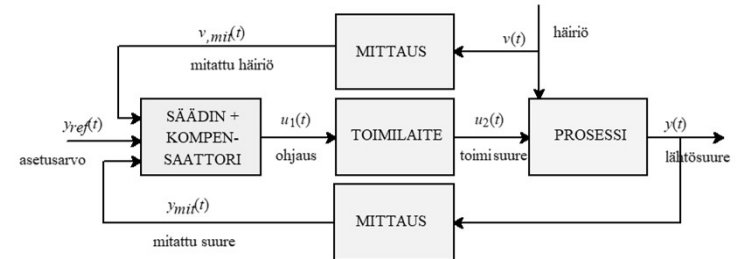 v,mit(t)
mitattu häiriö
MITTAUS
v(t)
häiriö
yref(t)
asetusarvo
SÄÄDIN +
KOMPEN-
SAATTORI
u1(t)
ohjaus
TOIMILAITE
u2(t)
toimisuure
PROSESSI
y(t)
lähtösuure
ymit(t)
mitattu suure
MITTAUS